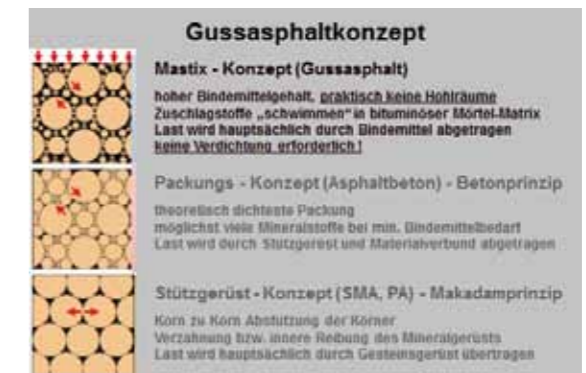 Gussasphaltkonzept
Mastix - Konzept (Gussasphalt)
hoher Bindemittelgehalt, praktisch keine Hohlräume
Zuschlagstoffe „schwimmen“ in bituminöser Mörtel-Matrix
Last wird hauptsächlich durch Bindemittel abgetragen
keine Verdichtung erforderlich !
Packungs - Konzept (Asphaltbeton) - Betonprinzip
theoretisch dichteste Packung
möglichst viele Mineralstoffe bei min. Bindemittelbedarf
Last wird durch Stützgerüst und Materialverbund abgetragen
Stützgerüst - Konzept (SMA, PA) - Makadamprinzip
Korn zu Korn Abstützung der Körner
Verzahnung bzw. innere Reibung des Mineralgerüsts
Last wird hauptsächlich durch Gesteinsgerüst übertragen